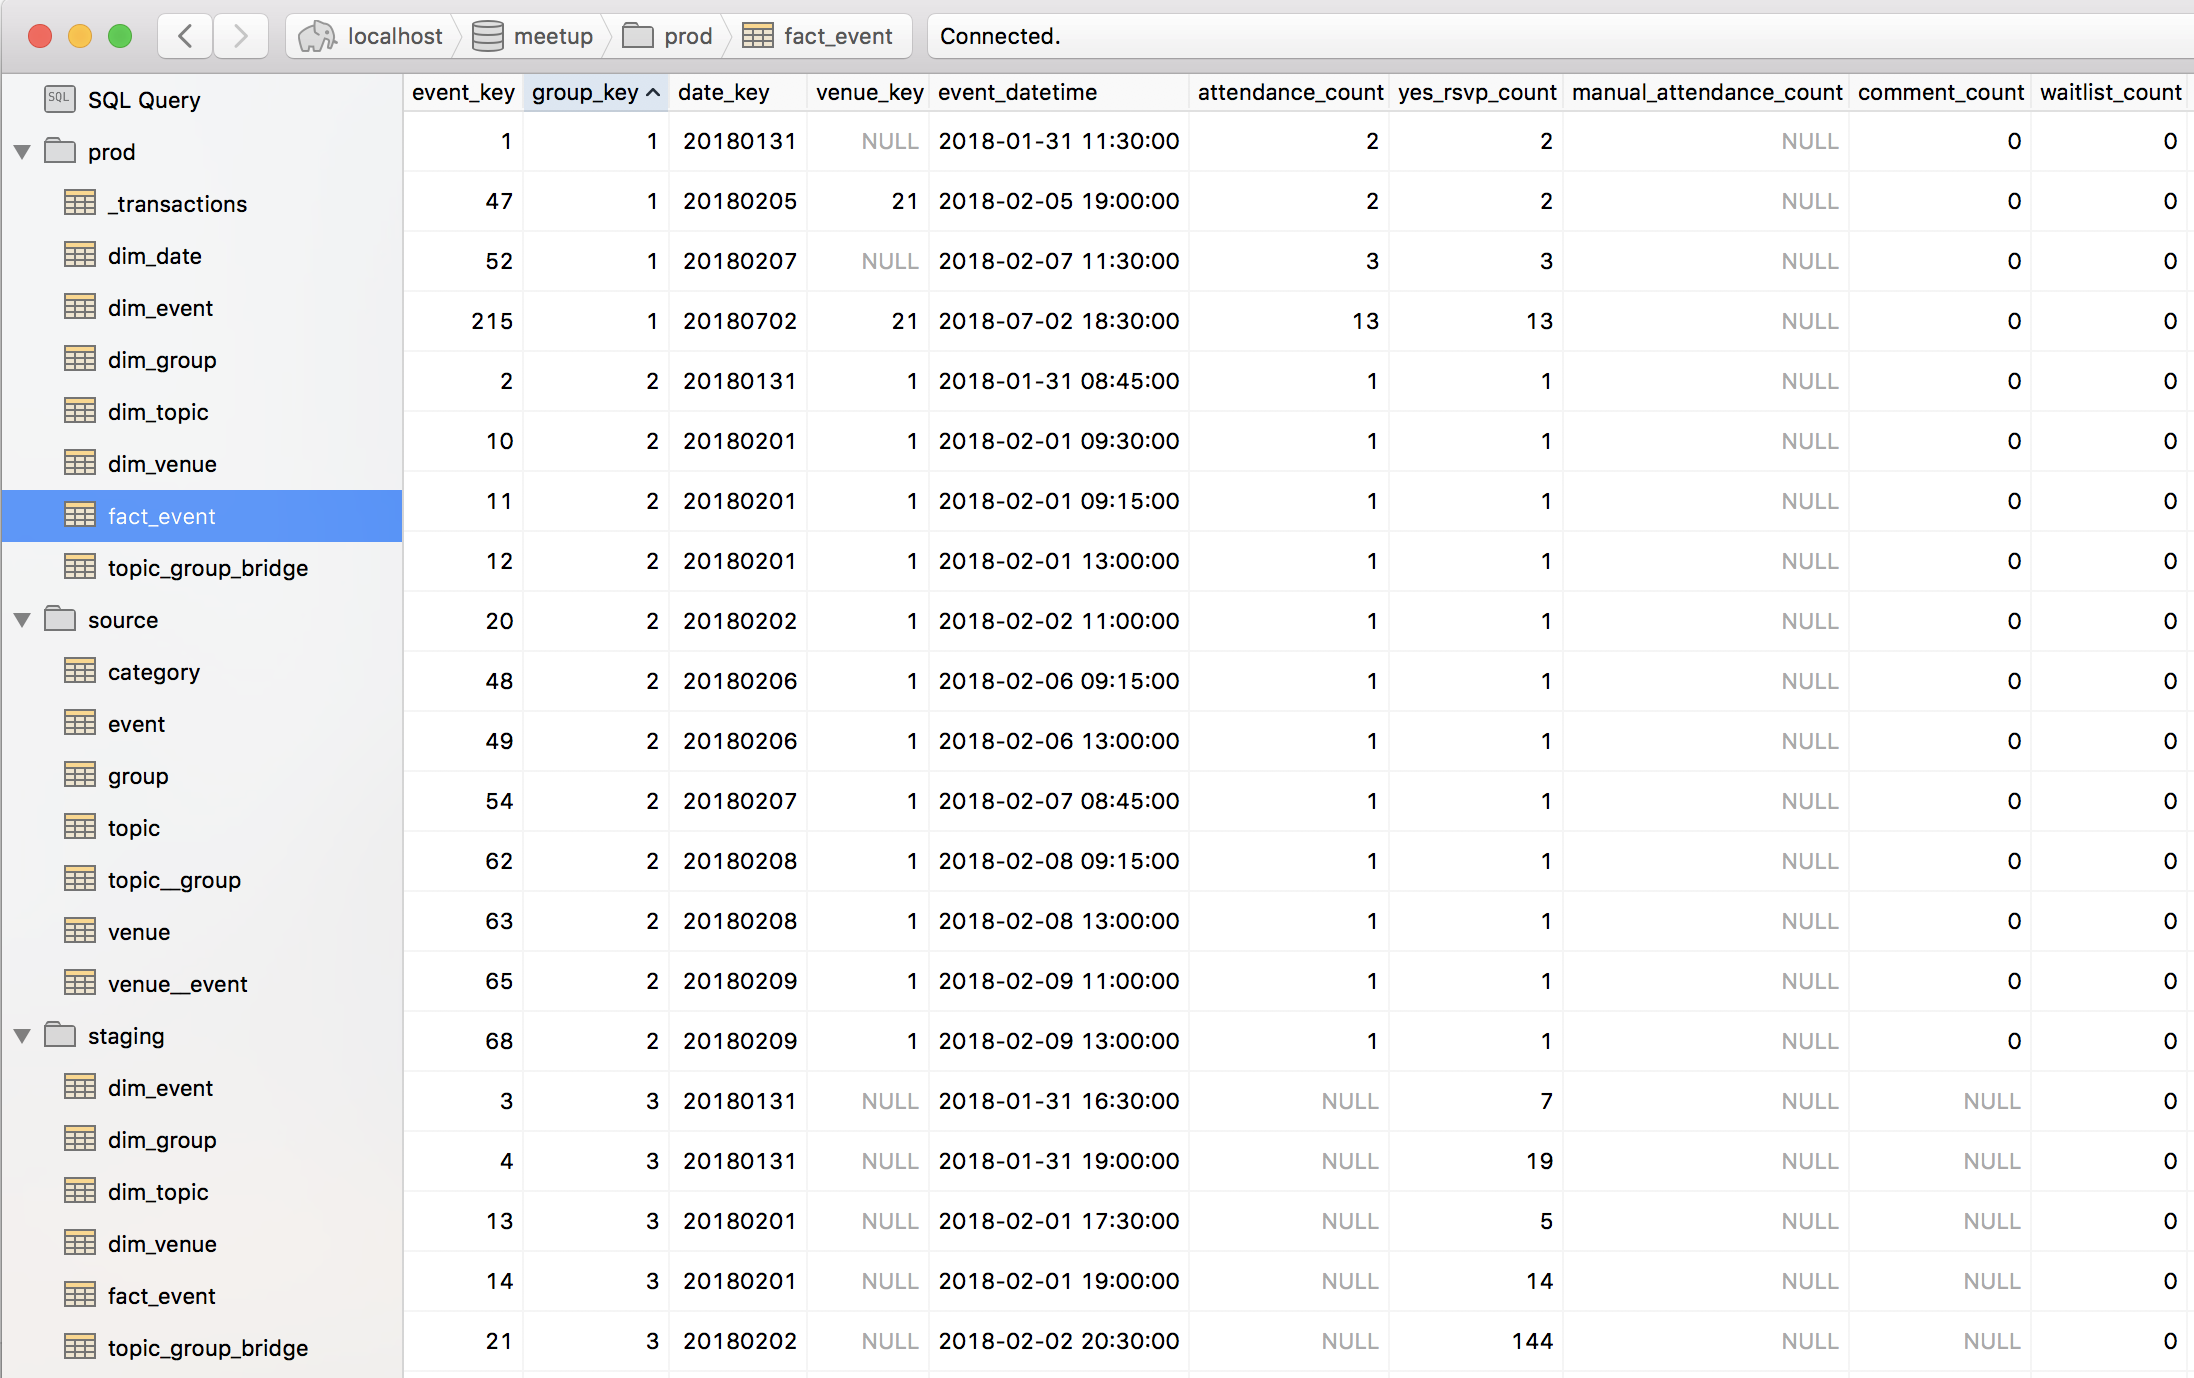 localhost meetup prod fact_event Connected.
SQL SQL Query
prod
_transactions
dim_date
dim_event
dim_group
dim_topic
dim_venue
fact_event
topic_group_bridge
source
category
event
group
topic
topic__group
venue
venue__event
staging
dim_event
dim_group
dim_topic
dim_venue
fact_event
topic_group_bridge
event_key group_key date_key venue_key event_datetime attendance_count yes_rsvp_count manual_attendance_count comment_count waitlist_count
1 1 20180131 NULL 2018-01-31 11:30:00 2 2 NULL 0 0
47 1 20180205 21 2018-02-05 19:00:00 2 2 NULL 0 0
52 1 20180207 NULL 2018-02-07 11:30:00 3 3 NULL 0 0
215 1 20180702 21 2018-07-02 18:30:00 13 13 NULL 0 0
2 2 20180131 1 2018-01-31 08:45:00 1 1 NULL 0 0
10 2 20180201 1 2018-02-01 09:30:00 1 1 NULL 0 0
11 2 20180201 1 2018-02-01 09:15:00 1 1 NULL 0 0
12 2 20180201 1 2018-02-01 13:00:00 1 1 NULL 0 0
20 2 20180202 1 2018-02-02 11:00:00 1 1 NULL 0 0
48 2 20180206 1 2018-02-06 09:15:00 1 1 NULL 0 0
49 2 20180206 1 2018-02-06 13:00:00 1 1 NULL 0 0
54 2 20180207 1 2018-02-07 08:45:00 1 1 NULL 0 0
62 2 20180208 1 2018-02-08 09:15:00 1 1 NULL 0 0
63 2 20180208 1 2018-02-08 13:00:00 1 1 NULL 0 0
65 2 20180209 1 2018-02-09 11:00:00 1 1 NULL 0 0
68 2 20180209 1 2018-02-09 13:00:00 1 1 NULL 0 0
3 3 20180131 NULL 2018-01-31 16:30:00 NULL 7 NULL NULL 0
4 3 20180131 NULL 2018-01-31 19:00:00 NULL 19 NULL NULL 0
13 3 20180201 NULL 2018-02-01 17:30:00 NULL 5 NULL NULL 0
14 3 20180201 NULL 2018-02-01 19:00:00 NULL 14 NULL NULL 0
21 3 20180202 NULL 2018-02-02 20:30:00 NULL 144 NULL NULL 0